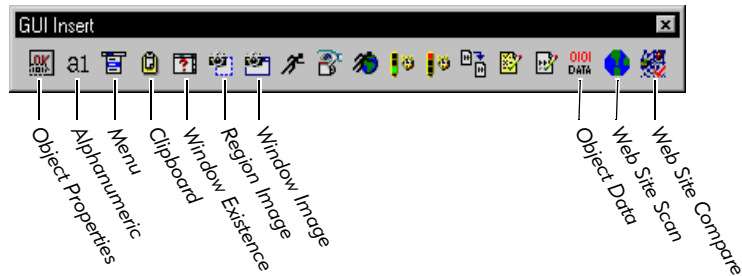 GUI Insert
OK
a1
0101
DATA
Object Properties
Alphanumeric
Menu
Clipboard
Window Existence
Region Image
Window Image
Object Data
Web Site Scan
Web Site Compare